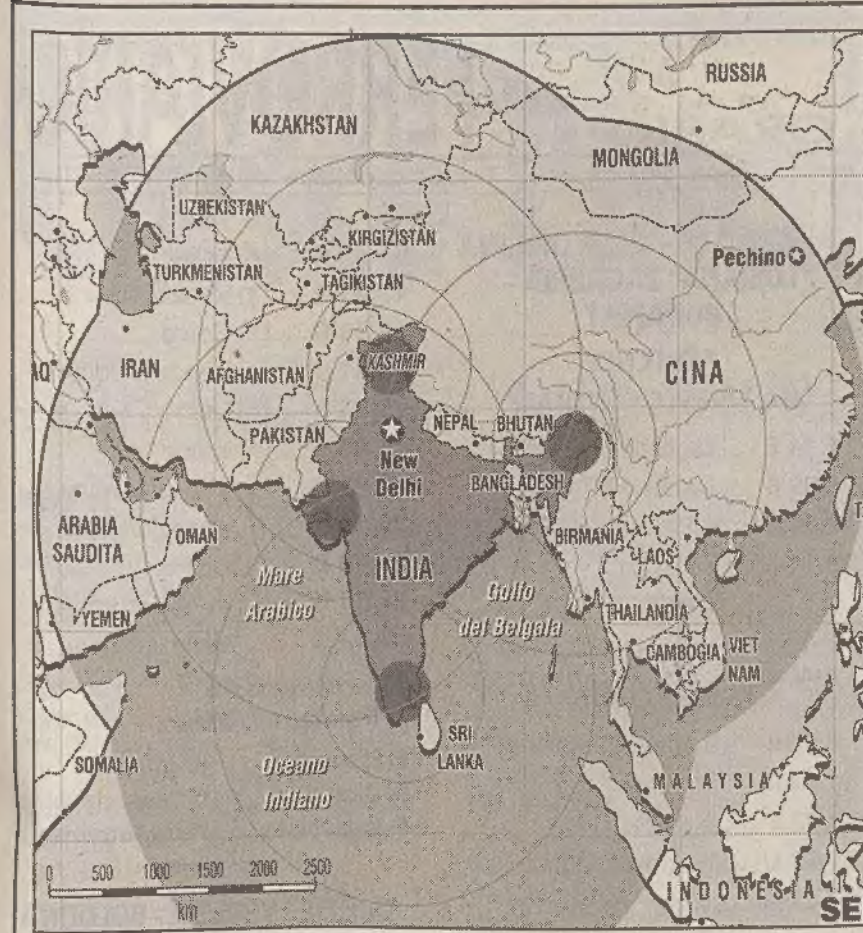 RUSSIA
KAZAKHSTAN
MONGOLIA
UZBEKISTAN
KIRGIZISTAN
Pechino
TURKMENISTAN
TAGIKISTAN
IRAN
AFGHANISTAN
KASHMIR
CINA
AQ
PAKISTAN
NEPAL
BHUTAN
New
Delhi
BANGLADESH
ARABIA
SAUDITA
OMAN
BIRMANIA
LAOS
INDIA
Mare
Arabico
Golfo
del Belgala
YEMEN
THAILANDIA
CAMBOGIA
VIET
NAM
SRI
LANKA
SOMALIA
Oceano
Indiano
MALAYSIA
0 500 1000 1500 2000 2500
km
INDONESIA
SE